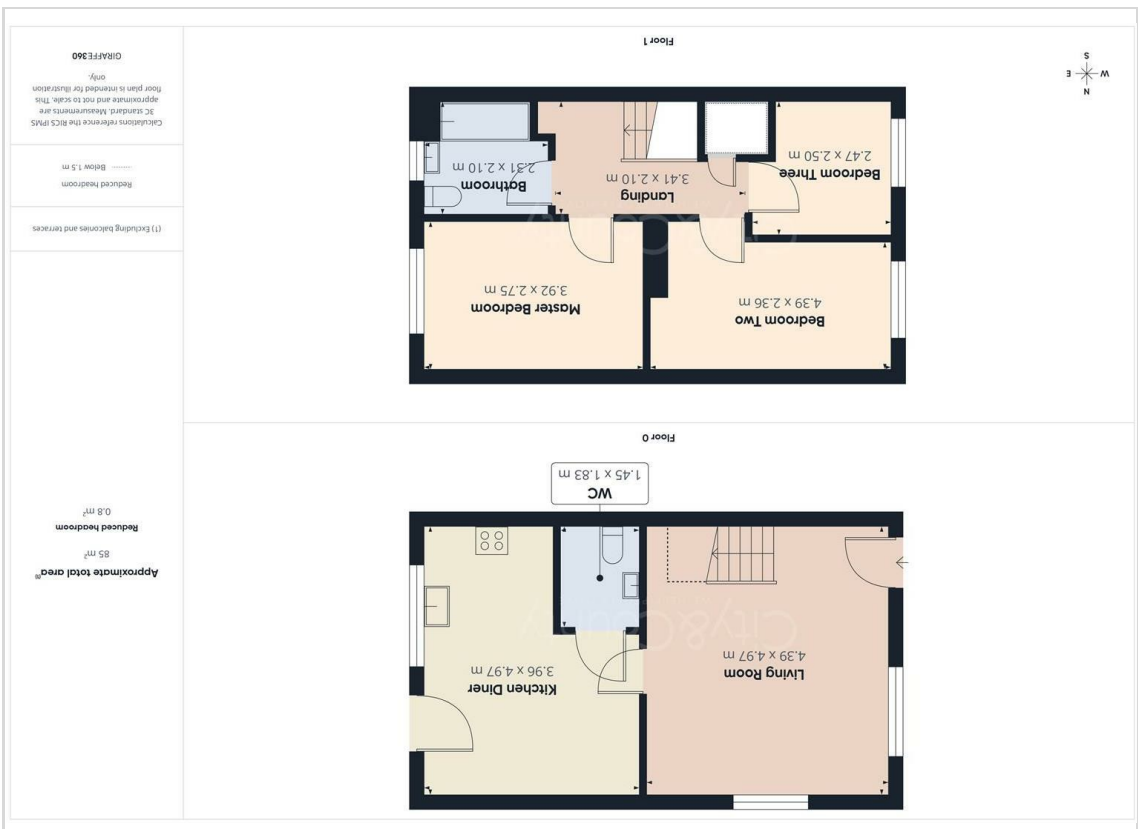 City&County
Living Room
4.39 x 4.97 m
Kitchen Diner
3.96 x 4.97 m
WC
1.45 x 1.83 m
Floor 0
Bedroom Two
4.39 x 2.36 m
Master Bedroom
3.92 x 2.75 m
City&County
Bedroom Three
2.47 x 2.50 m
Landing
3.41 x 2.10 m
Bathroom
2.31 x 2.10 m
N
W E
S
Floor 1
Approximate total area(1)
85 m²
Reduced headroom
0.8 m²
(1) Excluding balconies and terraces
Reduced headroom
Below 1.5 m
Calculations reference the RICS IPMS
3C standard. Measurements are
approximate and not to scale. This
floor plan is intended for illustration
only.
GIRAFFE360